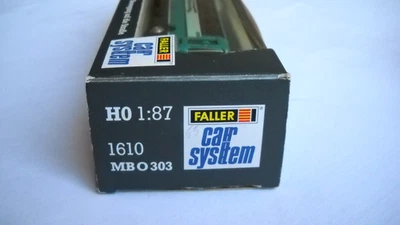 FALLER
car
system
H0 1:87
1610
MB O 303
FALLER
car
system